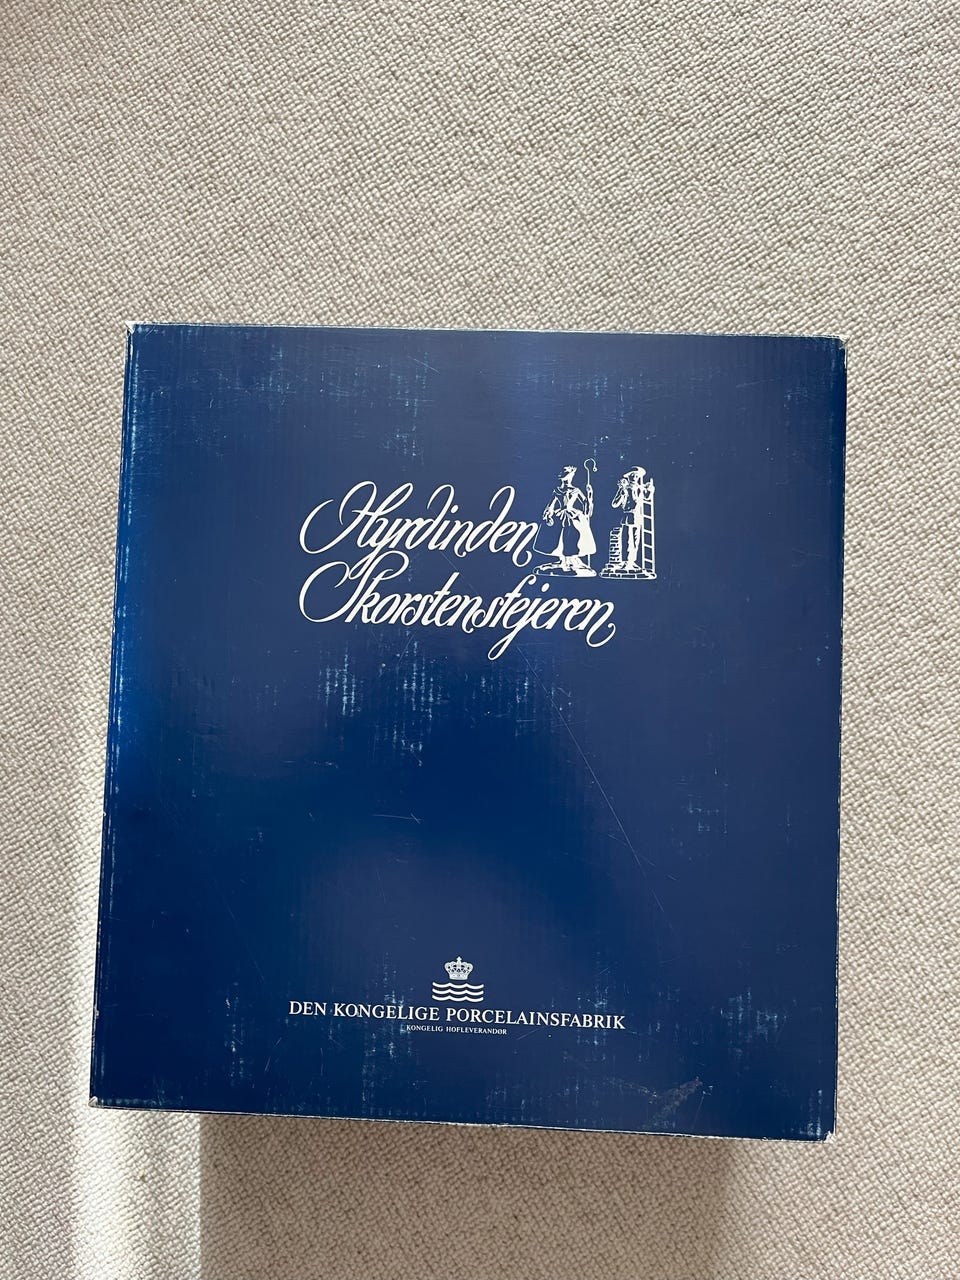 Hyrdinden
Skorstensfejeren
DEN KONGELIGE PORCELAINSFABRIK
KONGELIG HOFLEVERANDØR